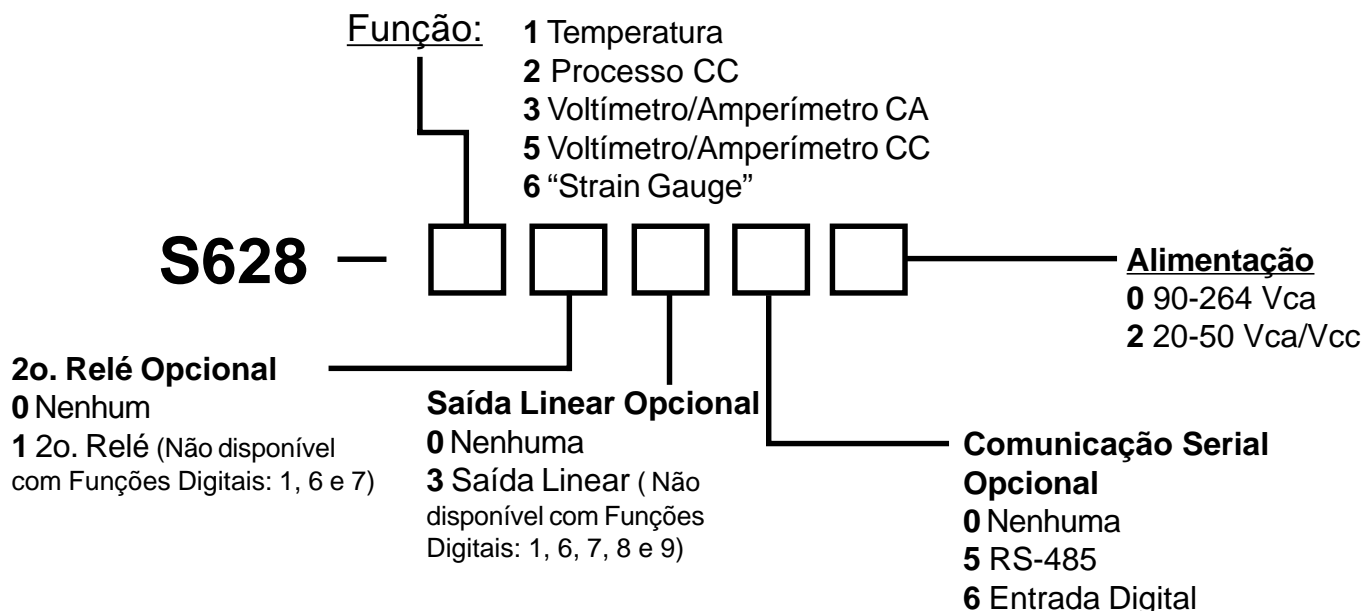 Função:
1 Temperatura
2 Processo CC
3 Voltímetro/Amperímetro CA
5 Voltímetro/Amperímetro CC
6 “Strain Gauge”
S628 —
Alimentação
0 90-264 Vca
2 20-50 Vca/Vcc
2o. Relé Opcional
0 Nenhum
1 2o. Relé (Não disponível
com Funções Digitais: 1, 6 e 7)
Saída Linear Opcional
0 Nenhuma
3 Saída Linear ( Não
disponível com Funções
Digitais: 1, 6, 7, 8 e 9)
Comunicação Serial
Opcional
0 Nenhuma
5 RS-485
6 Entrada Digital